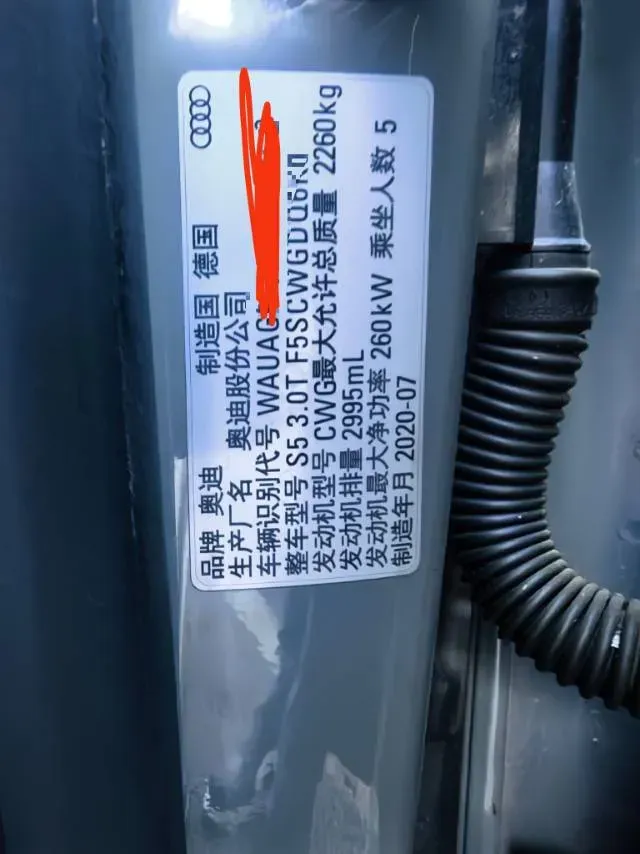 品牌 奥迪 制造国 德国
生产厂名 奥迪股份公司
车辆识别代号 WAUAG
整车型号 S5 3.0T F5SCWGDQ6R0
发动机型号 CWG最大允许总质量 2260kg
发动机排量 2995mL
发动机最大净功率 260kW 乘坐人数 5
制造年月 2020-07